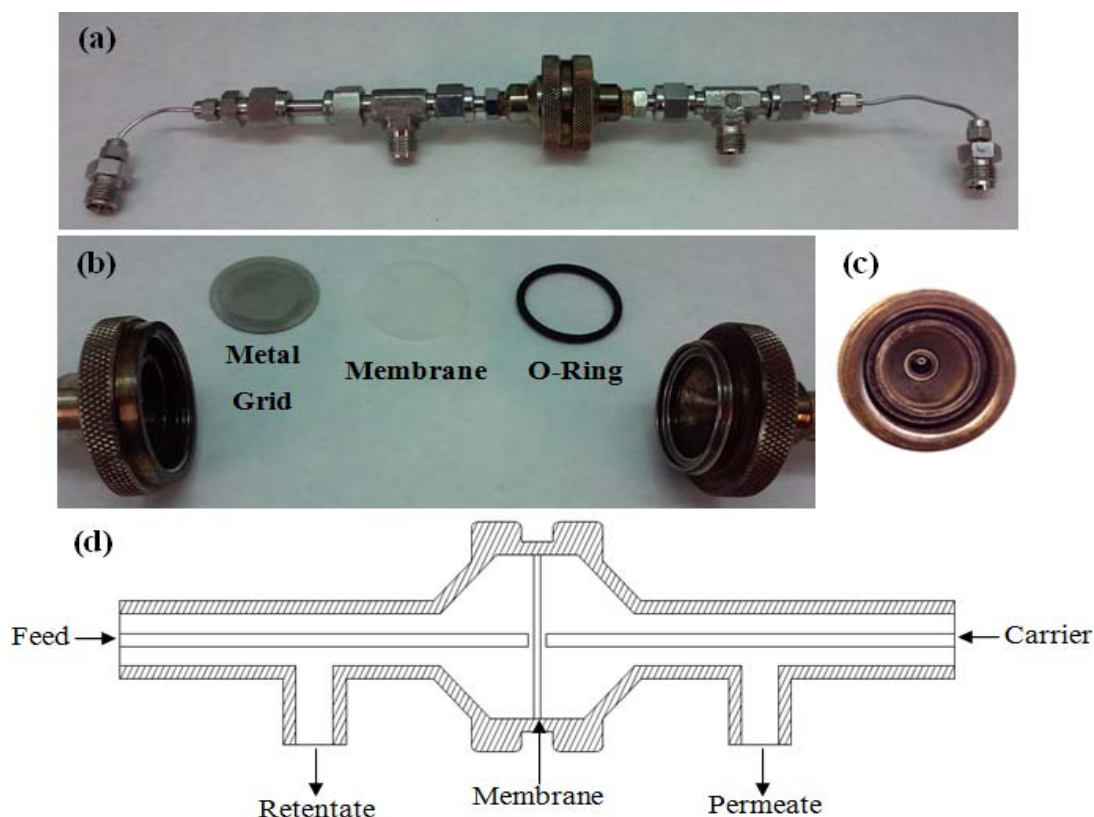 (a)
(b)
(c)
Metal
Grid
Membrane
O-Ring
(d)
Feed
Carrier
Retentate
Membrane
Permeate